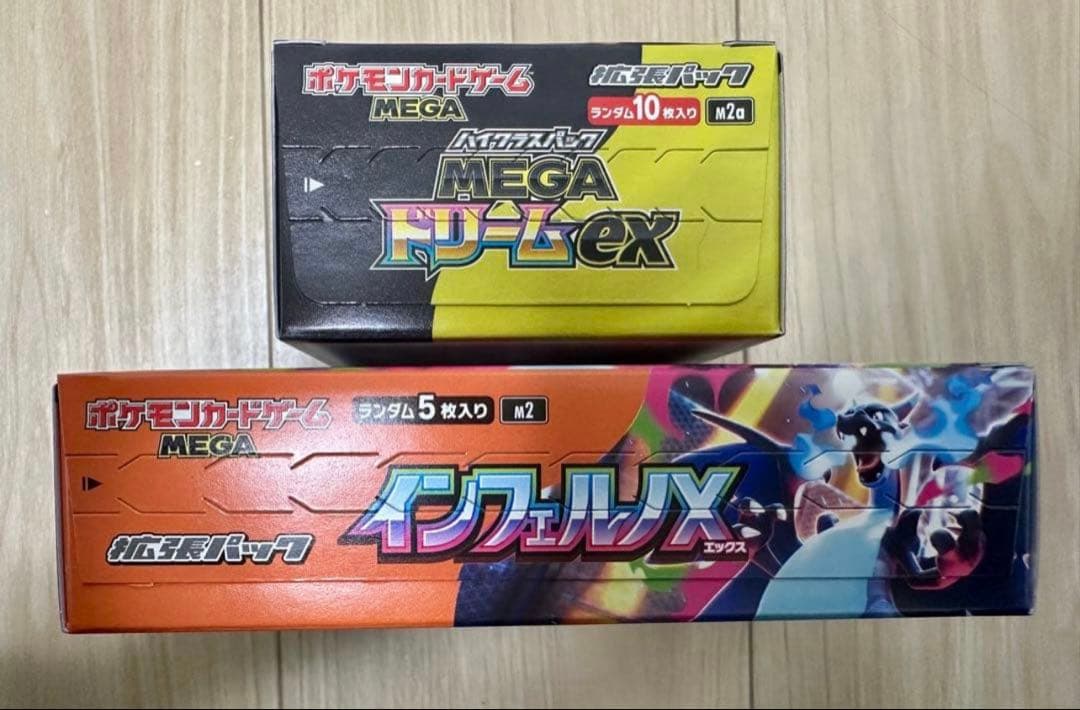 ポケモンカードゲーム
MEGA
拡張パック
ランダム10枚入り M2a
ハイクラスパック
MEGA
ドリームex
ポケモンカードゲーム
MEGA
ランダム5枚入り M2
インフェルノX
エックス
拡張パック